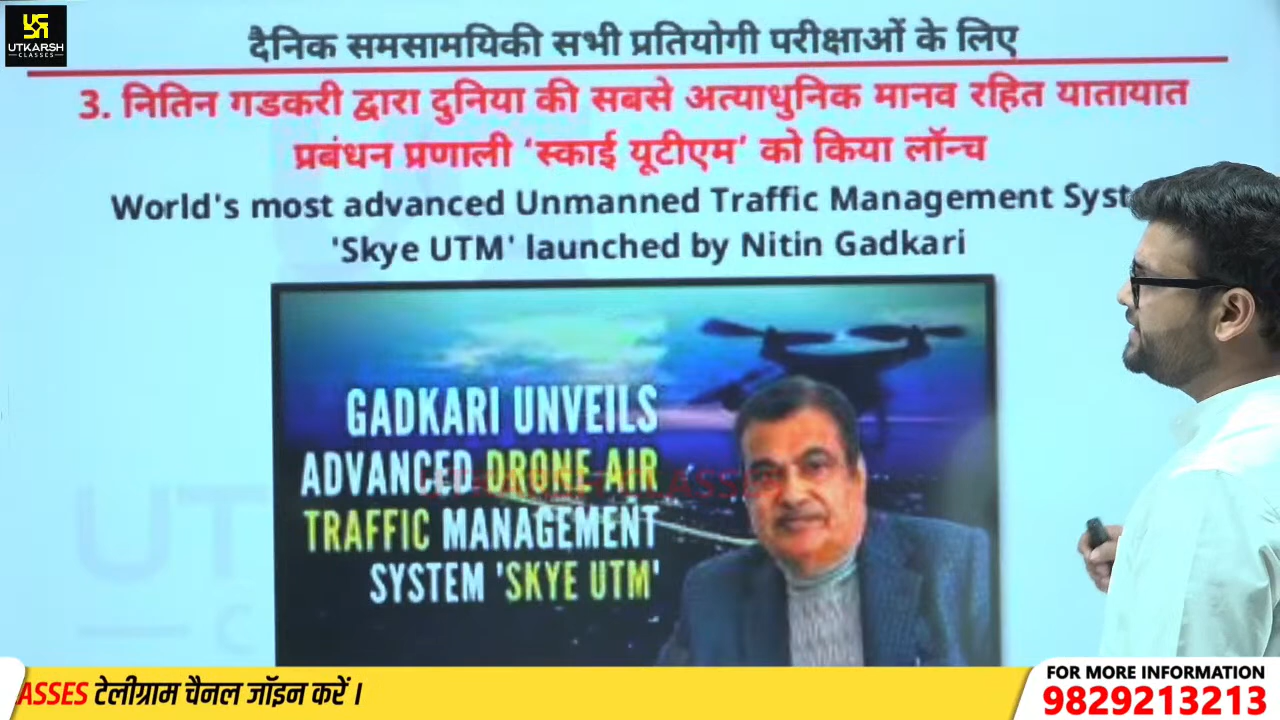 UTKARSH
CLASSES
दैनिक समसामयिकी सभी प्रतियोगी परीक्षाओं के लिए
3. नितिन गडकरी द्वारा दुनिया की सबसे अत्याधुनिक मानव रहित यातायात
प्रबंधन प्रणाली ‘स्काई यूटीएम’ को किया लॉन्च
World's most advanced Unmanned Traffic Management Syst
'Skye UTM' launched by Nitin Gadkari
GADKARI UNVEILS
ADVANCED DRONE AIR
TRAFFIC MANAGEMENT
SYSTEM 'SKYE UTM'
ASSES टेलीग्राम चैनल जॉइन करें ।
FOR MORE INFORMATION
9829213213